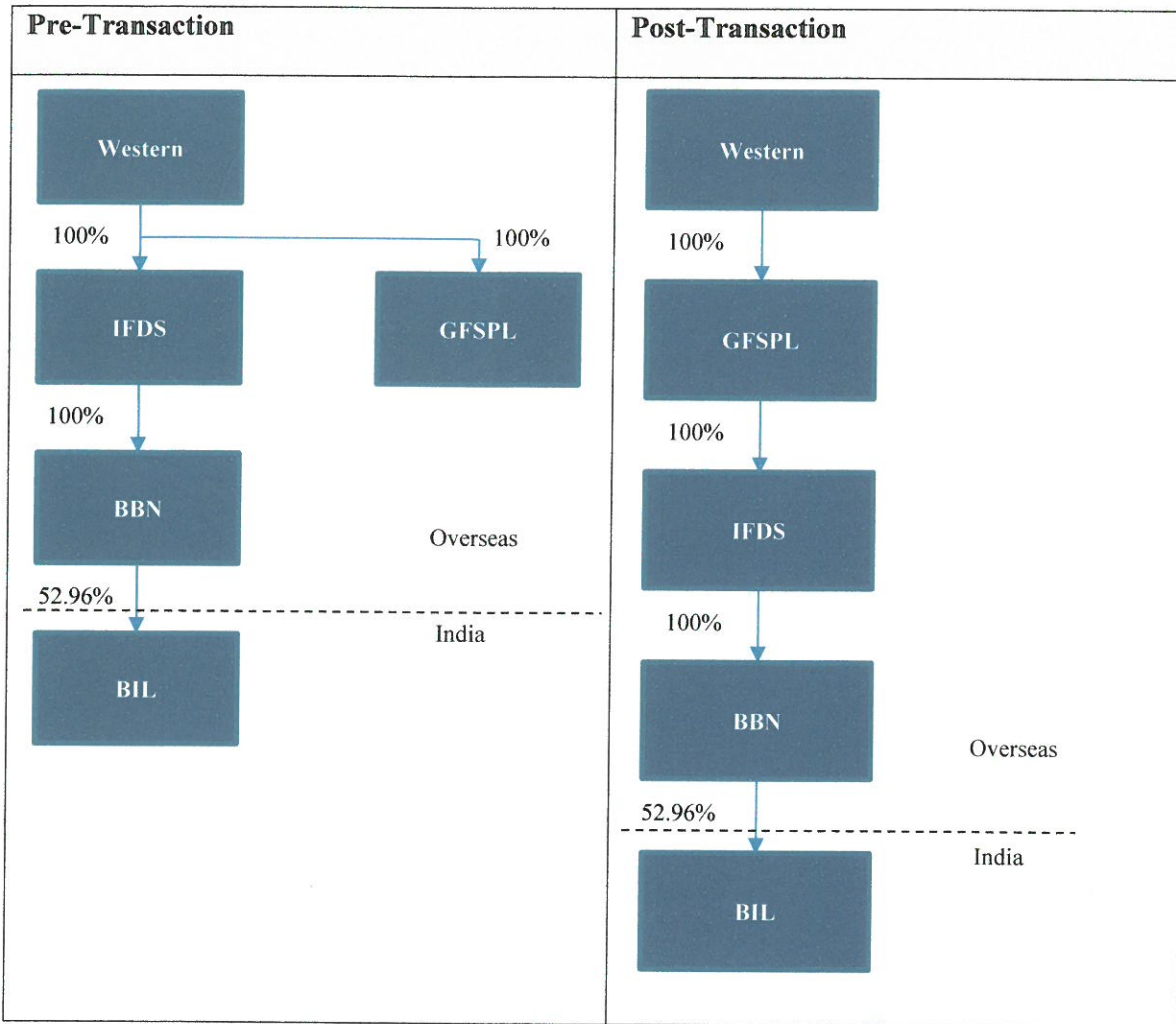 Pre-Transaction
Western
100%
100%
IFDS
GFSPL
100%
BBN
Overseas
52.96%
India
BIL
Post-Transaction
Western
100%
GFSPL
100%
IFDS
100%
BBN
Overseas
52.96%
India
BIL